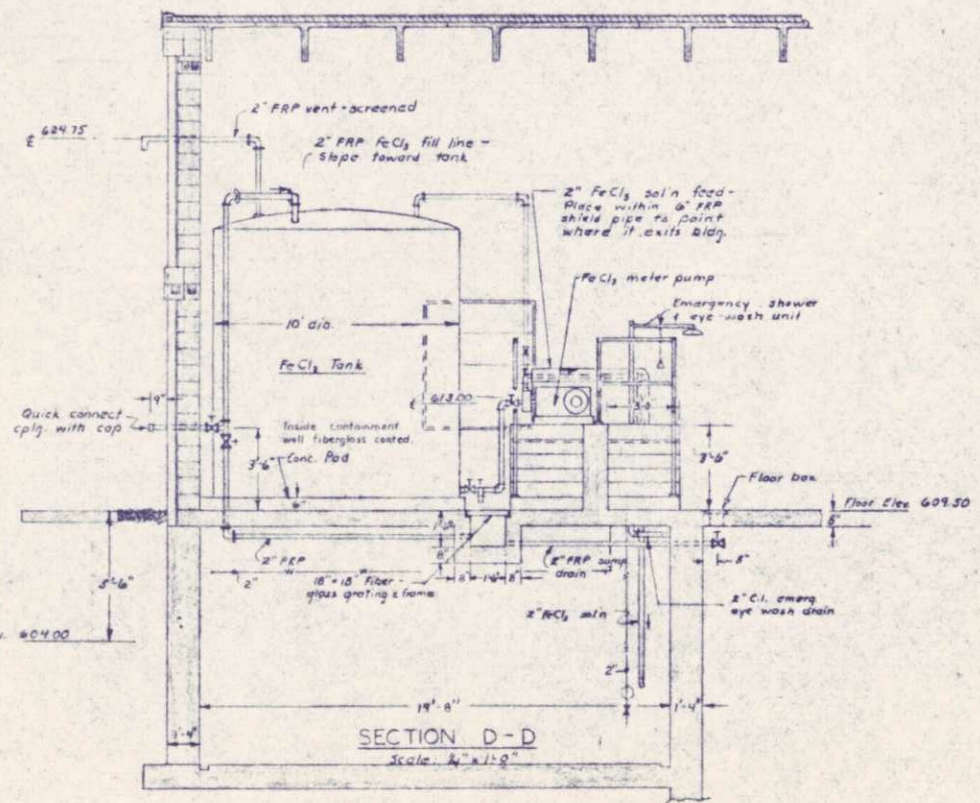 2" FRP vent-screened
℄ 624.75
2" FRP FeCl₃ fill line -
Slope toward tank
2" FeCl₃ sol'n feed-
Place within 6" FRP
shield pipe to point
where it exits bldg.
FeCl₃ meter pump
Emergency shower
& eye-wash unit
10' dia.
FeCl₃ Tank
℄ 613.00
9"
Quick connect
cplg. with cap
Inside containment
wall fiberglass coated.
3'-6"
Conc. Pad
6"
3'-6"
Floor box
Floor Elev. 609.50
6"
5'-6"
2" FRP
2"
18" x 18" Fiber-
glass grating & frame
8"
8"
1'-6"
8"
2" FRP sump
drain
8"
2" C.I. emerg
eye wash drain
2" FeCl₃ sol'n
2'
604.00
19'-8"
1'-4"
1'-4"
SECTION D-D